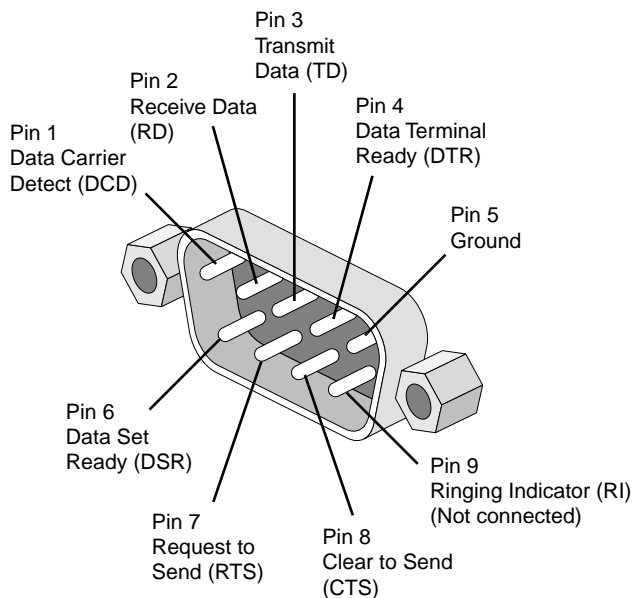 Pin 1
Data Carrier
Detect (DCD)
Pin 2
Receive Data
(RD)
Pin 3
Transmit
Data (TD)
Pin 4
Data Terminal
Ready (DTR)
Pin 5
Ground
Pin 6
Data Set
Ready (DSR)
Pin 7
Request to
Send (RTS)
Pin 8
Clear to Send
(CTS)
Pin 9
Ringing Indicator (RI)
(Not connected)